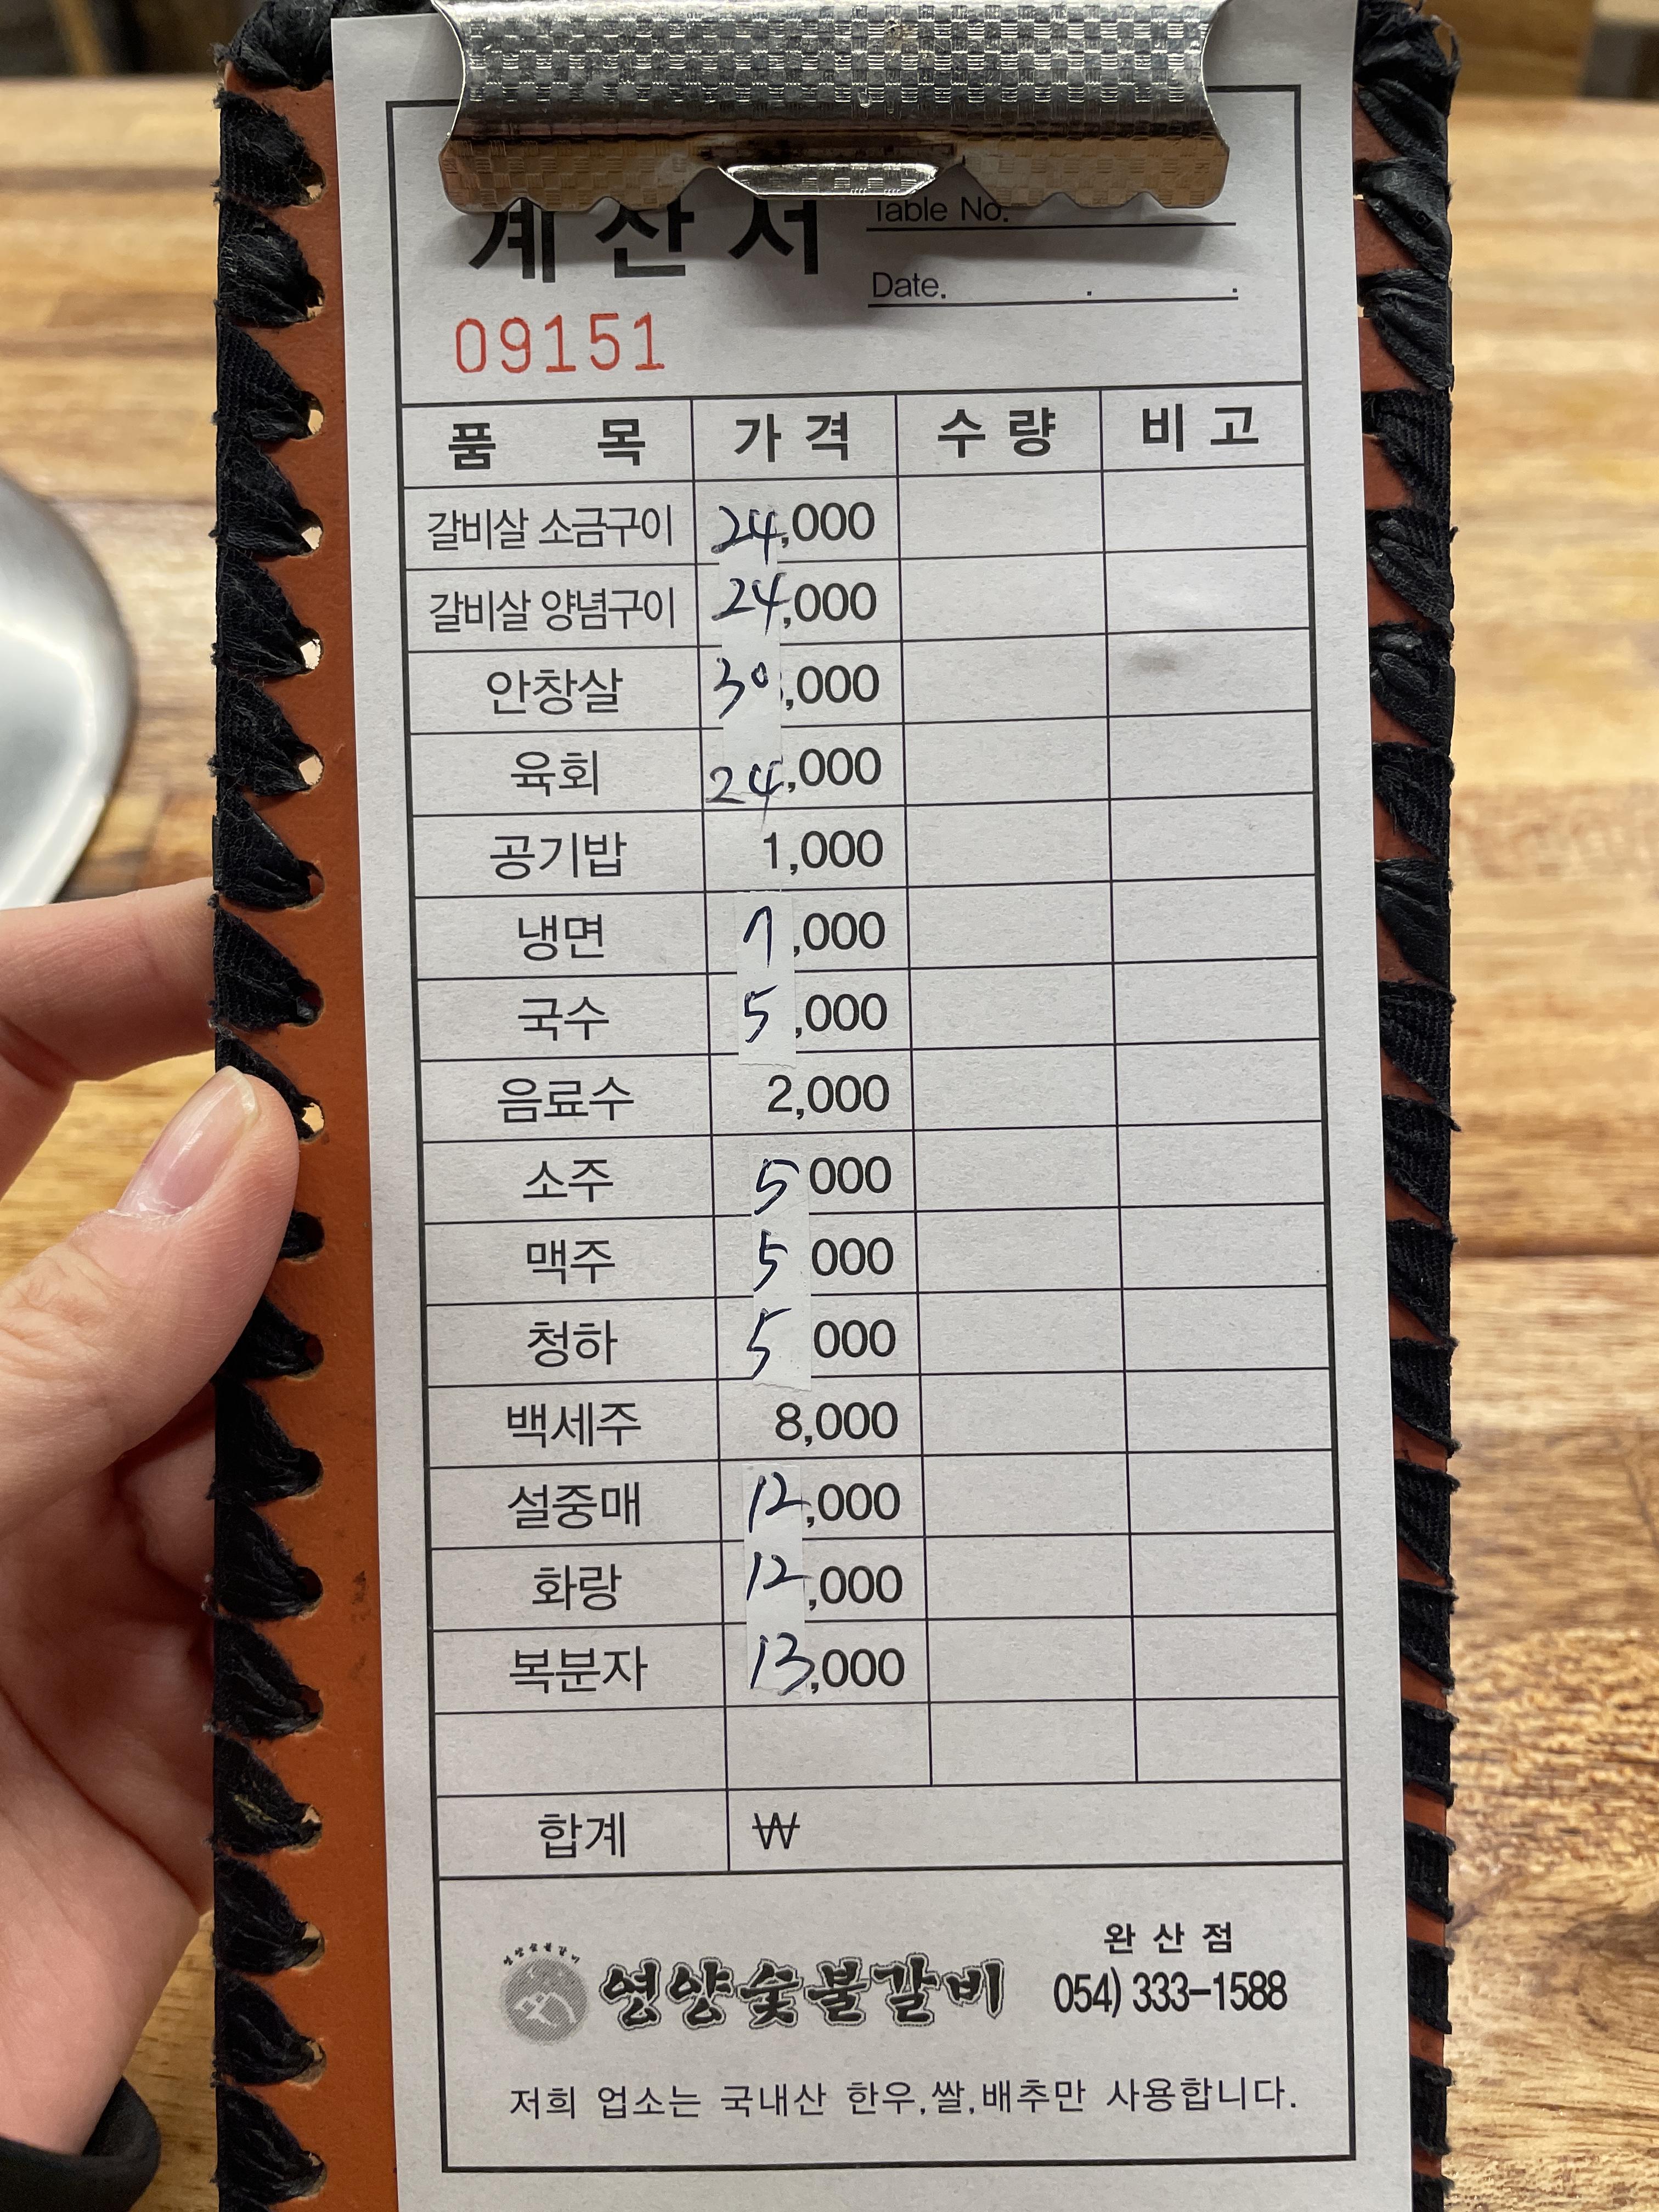 계산서
Table No.
Date. . .
09151
품 목 가 격 수 량 비 고
갈비살 소금구이 24,000
갈비살 양념구이 24,000
안창살 30,000
육회 24,000
공기밥 1,000
냉면 7,000
국수 5,000
음료수 2,000
소주 5 000
맥주 5 000
청하 5 000
백세주 8,000
설중매 12,000
화랑 12,000
복분자 13,000
합계 ₩
영양숯불갈비
영양숯불갈비
완 산 점
054) 333-1588
저희 업소는 국내산 한우,쌀,배추만 사용합니다.